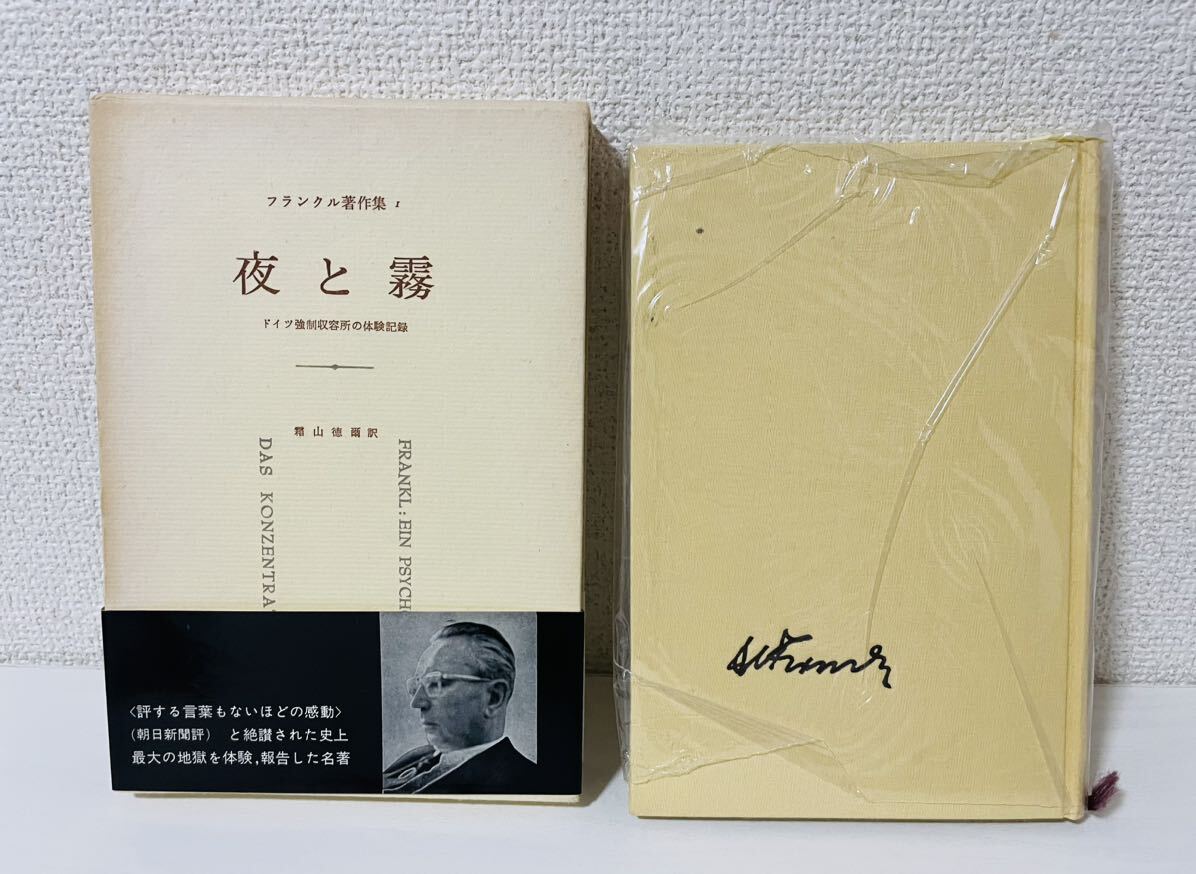 フランクル著作集 1
夜と霧
ドイツ強制収容所の体験記録
霜山徳爾訳
FRANKL: EIN PSYCHO
DAS KONZENTRA
〈評する言葉もないほどの感動〉
(朝日新聞評) と絶讃された史上
最大の地獄を体験,報告した名著